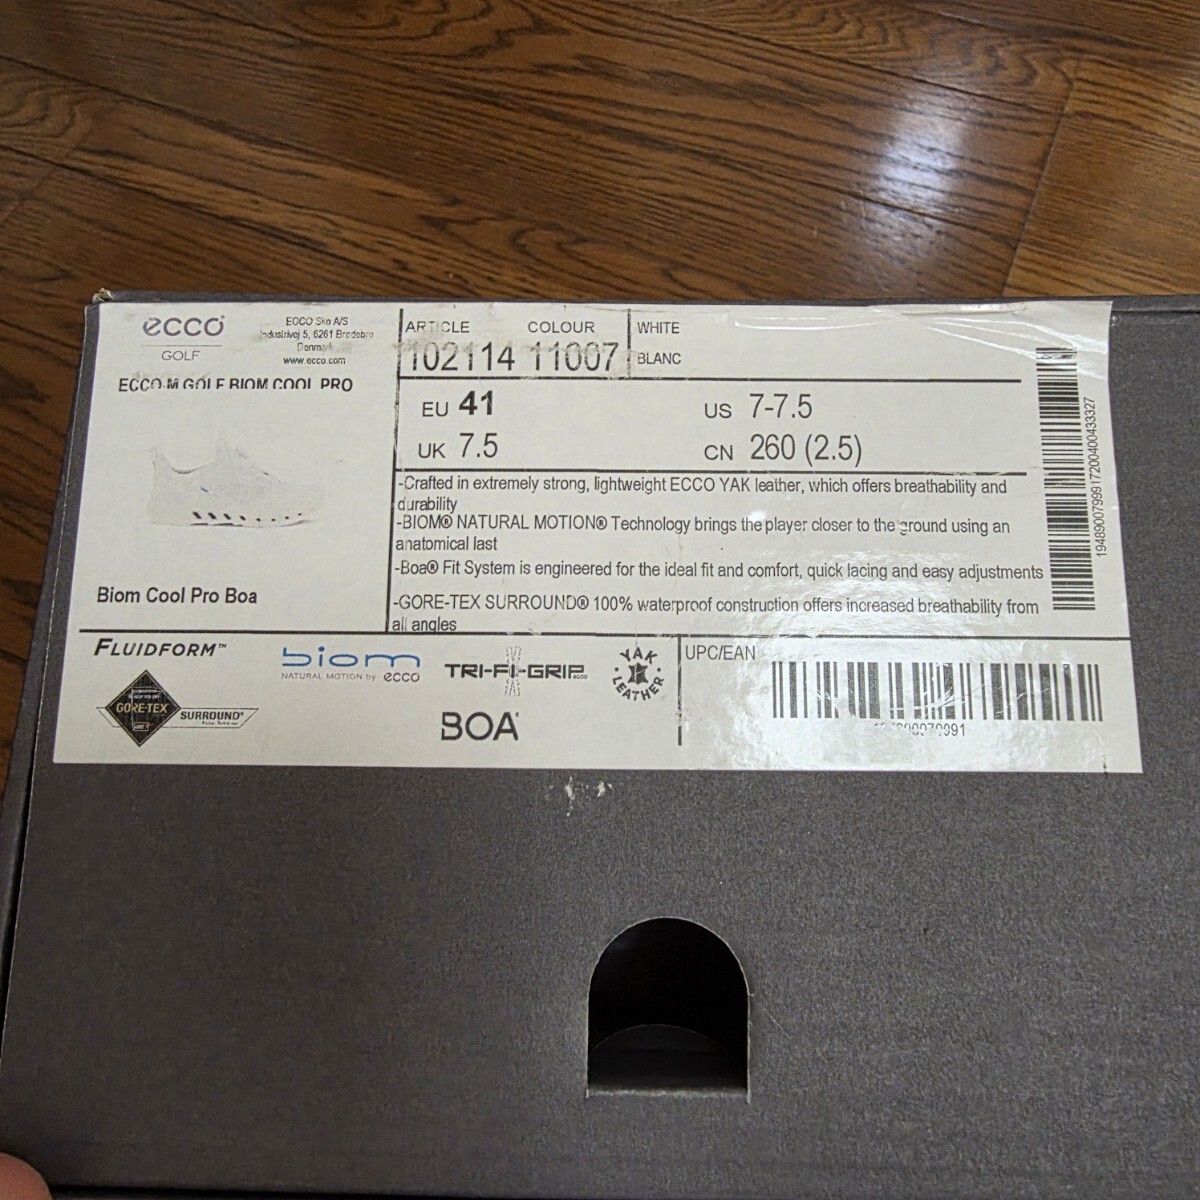 ecco
GOLF
ECCO Sko A/S
Industrivej 5, 6261 Bredebro
Denmark
www.ecco.com
ECCO M GOLF BIOM COOL PRO
Biom Cool Pro Boa
ARTICLE COLOUR
102114 11007
WHITE
BLANC
EU 41
US 7-7.5
UK 7.5
CN 260 (2.5)
-Crafted in extremely strong, lightweight ECCO YAK leather, which offers breathability and
durability
-BIOM® NATURAL MOTION® Technology brings the player closer to the ground using an
anatomical last
-Boa® Fit System is engineered for the ideal fit and comfort, quick lacing and easy adjustments
-GORE-TEX SURROUND® 100% waterproof construction offers increased breathability from
all angles
FLUIDFORM™
biom
NATURAL MOTION by ecco
TRI-FI-GRIP
YAK
LEATHER
GORE-TEX
SURROUND®
BOA
UPC/EAN